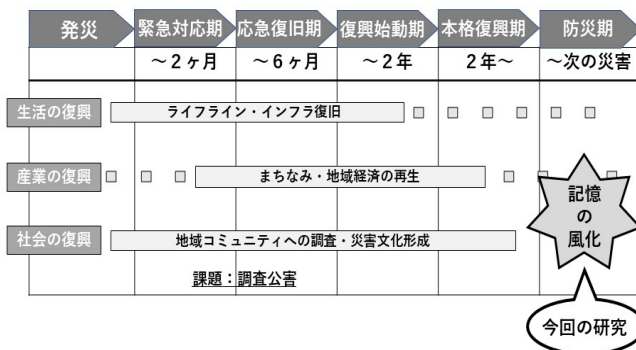 発災
緊急対応期
応急復旧期
復興始動期
本格復興期
防災期
～２ヶ月
～６ヶ月
～２年
２年～
～次の災害
生活の復興
ライフライン・インフラ復旧
産業の復興
まちなみ・地域経済の再生
記憶
の
風化
社会の復興
地域コミュニティへの調査・災害文化形成
課題：調査公害
今回の研究